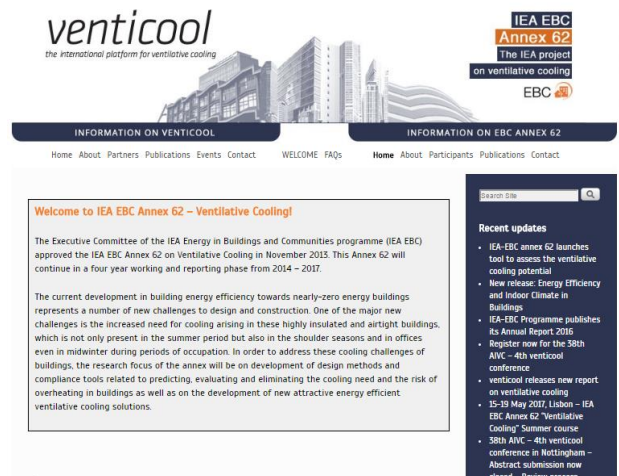 venticool
the international platform for ventilative cooling
IEA EBC
Annex 62
The IEA project
on ventilative cooling
EBC
INFORMATION ON VENTICOOL
INFORMATION ON EBC ANNEX 62
Home About Partners Publications Events Contact WELCOME FAQs Home About Participants Publications Contact
Welcome to IEA EBC Annex 62 – Ventilative Cooling!
The Executive Committee of the IEA Energy in Buildings and Communities programme (IEA EBC)
approved the IEA EBC Annex 62 on Ventilative Cooling in November 2013. This Annex 62 will
continue in a four year working and reporting phase from 2014 – 2017.
The current development in building energy efficiency towards nearly-zero energy buildings
represents a number of new challenges to design and construction. One of the major new
challenges is the increased need for cooling arising in these highly insulated and airtight buildings,
which is not only present in the summer period but also in the shoulder seasons and in offices
even in midwinter during periods of occupation. In order to address these cooling challenges of
buildings, the research focus of the annex will be on development of design methods and
compliance tools related to predicting, evaluating and eliminating the cooling need and the risk of
overheating in buildings as well as on the development of new attractive energy efficient
ventilative cooling solutions.
Search Site
Recent updates
IEA-EBC annex 62 launches
tool to assess the ventilative
cooling potential
New release: Energy Efficiency
and Indoor Climate in
Buildings
IEA-EBC Programme publishes
its Annual Report 2016
Register now for the 38th
AIVC – 4th venticool
conference
venticool releases new report
on ventilative cooling
15-19 May 2017, Lisbon – IEA
EBC Annex 62 "Ventilative
Cooling" Summer course
38th AIVC – 4th venticool
conference in Nottingham –
Abstract submission now